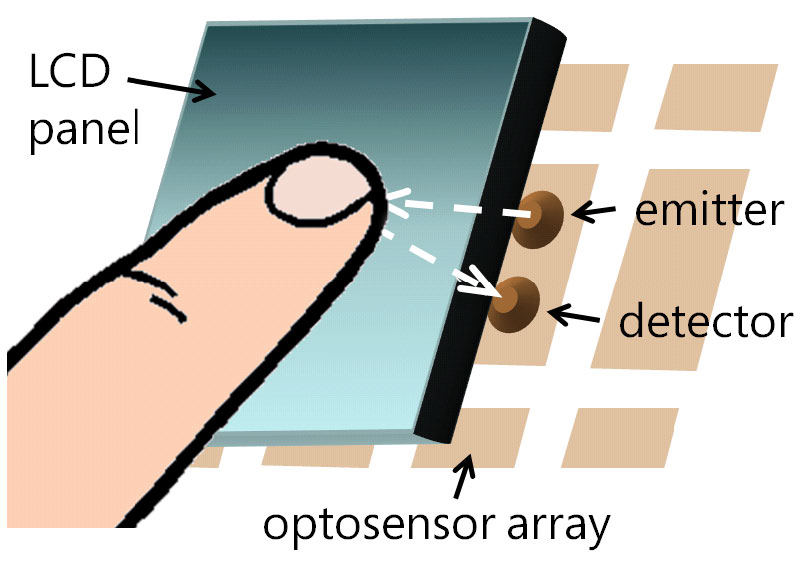 LCD
panel
emitter
detector
optosensor array